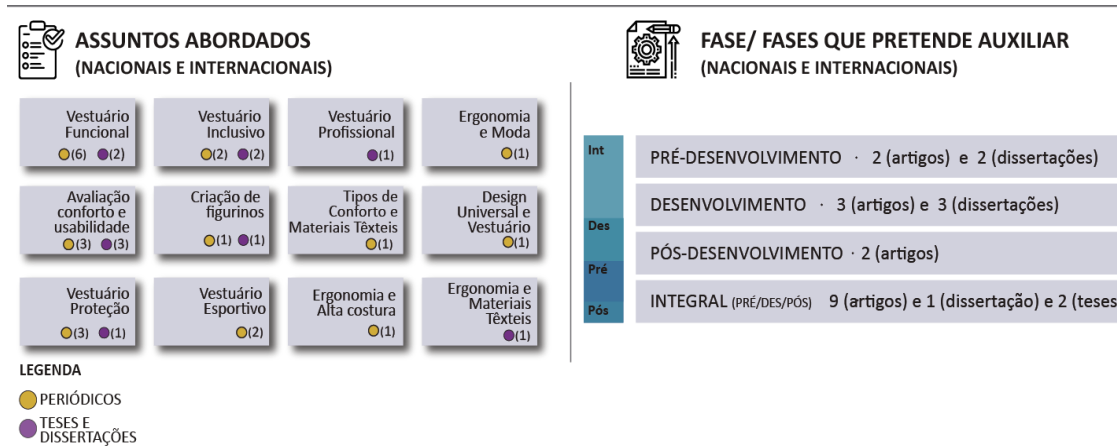 ASSUNTOS ABORDADOS
(NACIONAIS E INTERNACIONAIS)
Vestuário
Funcional
(6) (2)
Vestuário
Inclusivo
(2) (2)
Vestuário
Profissional
(1)
Ergonomia
e Moda
(1)
Avaliação
conforto e
usabilidade
(3) (3)
Criação de
figurinos
(1) (1)
Tipos de
Conforto e
Materiais Têxteis
(1)
Design
Universal e
Vestuário
(1)
Vestuário
Proteção
(3) (1)
Vestuário
Esportivo
(2)
Ergonomia e
Alta costura
(1)
Ergonomia e
Materiais
Têxteis
(1)
LEGENDA
PERIÓDICOS
TESES E
DISSERTAÇÕES
FASE/ FASES QUE PRETENDE AUXILIAR
(NACIONAIS E INTERNACIONAIS)
Int
Des
Pré
Pós
PRÉ-DESENVOLVIMENTO · 2 (artigos) e 2 (dissertações)
DESENVOLVIMENTO · 3 (artigos) e 3 (dissertações)
PÓS-DESENVOLVIMENTO · 2 (artigos)
INTEGRAL (PRÉ/DES/PÓS) 9 (artigos) e 1 (dissertação) e 2 (teses